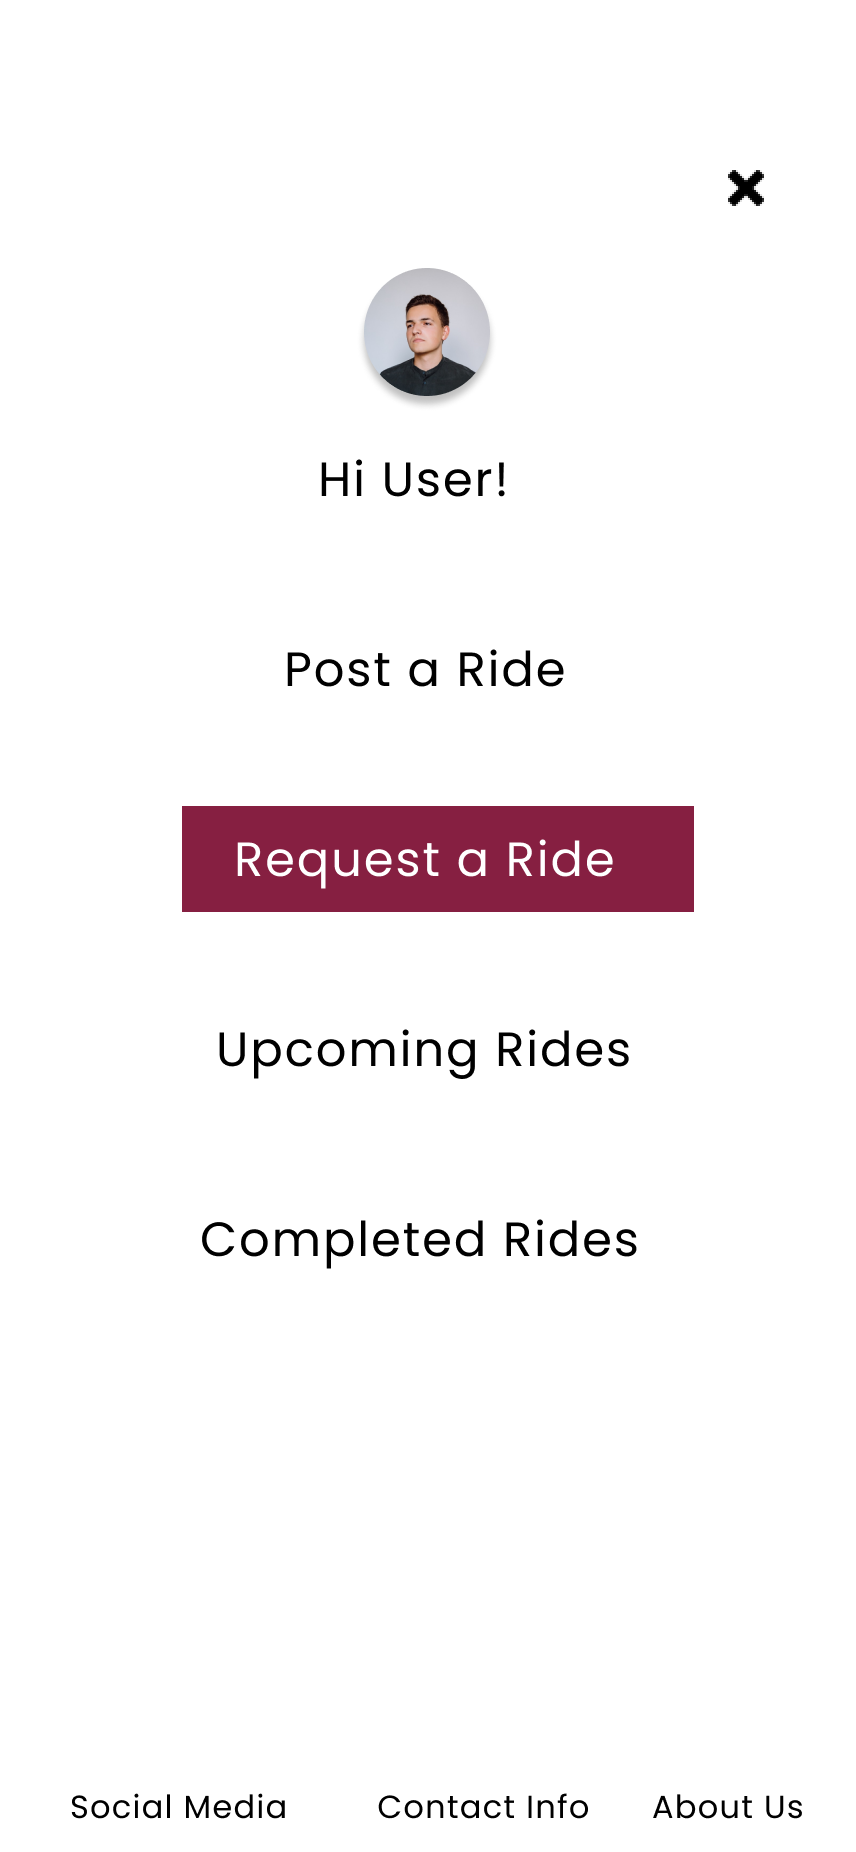 Hi User!
Post a Ride
Request a Ride
Upcoming Rides
Completed Rides
Social Media Contact Info About Us